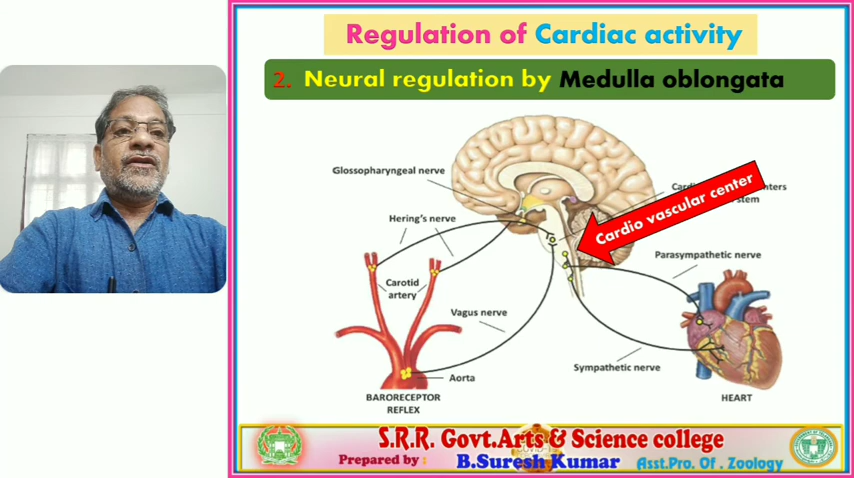 Regulation of Cardiac activity
2. Neural regulation by Medulla oblongata
Glossopharyngeal nerve
Cardio vascular center
Hering's nerve
Parasympathetic nerve
Carotid
artery
Vagus nerve
Sympathetic nerve
Aorta
BARORECEPTOR
REFLEX
HEART
S.R.R. Govt.Arts & Science college
Prepared by : B.Suresh Kumar Asst.Pro. Of . Zoology